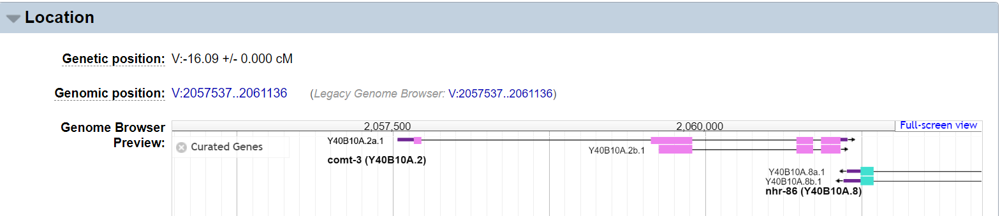 Location
Genetic position: V:-16.09 +/- 0.000 cM
Genomic position: V:2057537..2061136 (Legacy Genome Browser: V:2057537..2061136)
Genome Browser Preview:
2,057,500 2,060,000 Full-screen view
Curated Genes
Y40B10A.2a.1
Y40B10A.2b.1
comt-3 (Y40B10A.2)
Y40B10A.8a.1
Y40B10A.8b.1
nhr-86 (Y40B10A.8)